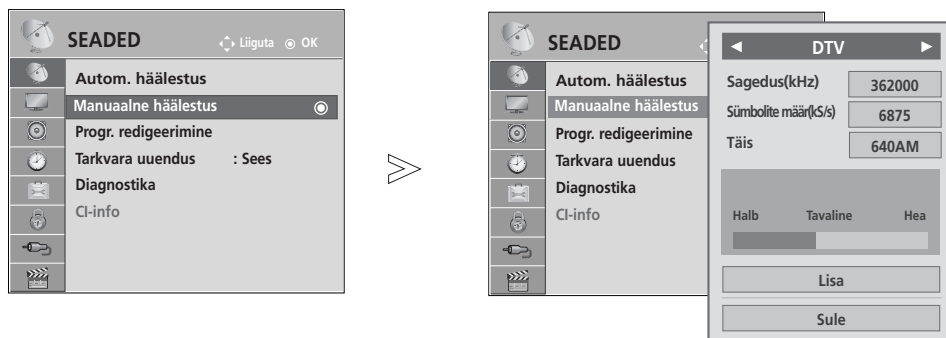 SEADED
Liiguta OK
Autom. häälestus
Manuaalne häälestus
Progr. redigeerimine
Tarkvara uuendus : Sees
Diagnostika
CI-info
SEADED
Autom. häälestus
Manuaalne häälestus
Progr. redigeerimine
Tarkvara uuendus
Diagnostika
CI-info
DTV
Sagedus(kHz) 362000
Sümbolite määr(kS/s) 6875
Täis 640AM
Halb Tavaline Hea
Lisa
Sule